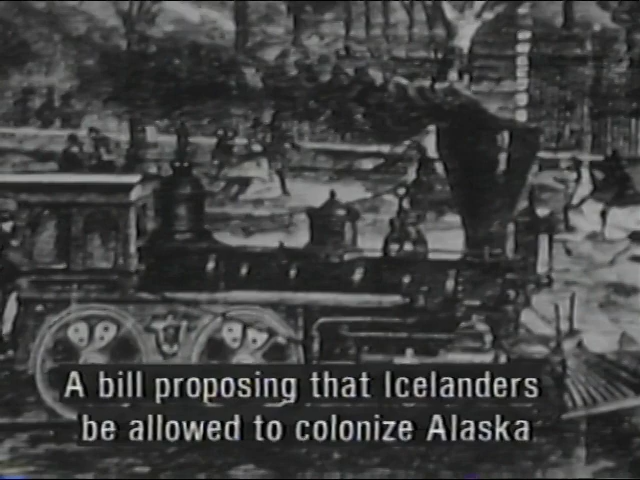 A bill proposing that Icelanders
be allowed to colonize Alaska